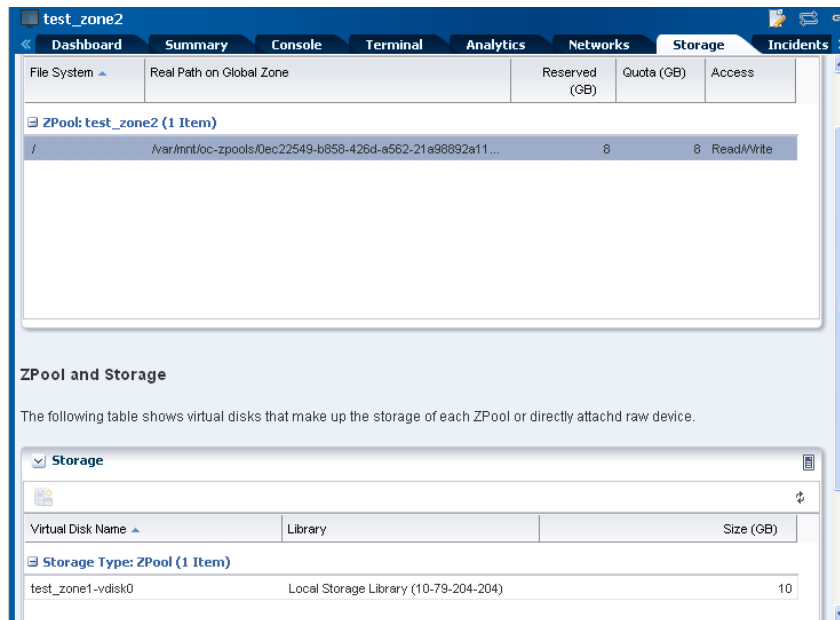 test_zone2
Dashboard Summary Console Terminal Analytics Networks Storage Incidents
File System Real Path on Global Zone Reserved (GB) Quota (GB) Access
ZPool: test_zone2 (1 Item)
/ /var/mnt/oc-zpools/0ec22549-b858-426d-a562-21a98892a11... 8 8 Read/Write
ZPool and Storage
The following table shows virtual disks that make up the storage of each ZPool or directly attachd raw device.
Storage
Virtual Disk Name Library Size (GB)
Storage Type: ZPool (1 Item)
test_zone1-vdisk0 Local Storage Library (10-79-204-204) 10